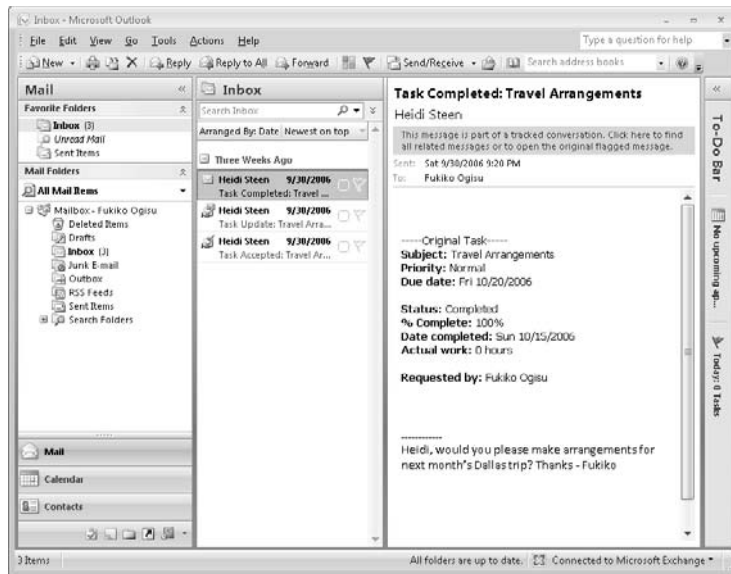 Inbox - Microsoft Outlook
File Edit View Go Tools Actions Help
Type a question for help
New Reply Reply to All Forward Send/Receive Search address books
Mail
Favorite Folders
Inbox (3)
Unread Mail
Sent Items
Mail Folders
All Mail Items
Mailbox - Fukiko Ogisu
Deleted Items
Drafts
Inbox (3)
Junk E-mail
Outbox
RSS Feeds
Sent Items
Search Folders
Mail
Calendar
Contacts
Inbox
Search Inbox
Arranged By: Date Newest on top
Three Weeks Ago
Heidi Steen 9/30/2006
Task Completed: Travel ...
Heidi Steen 9/30/2006
Task Update: Travel Arra...
Heidi Steen 9/30/2006
Task Accepted: Travel Ar...
Task Completed: Travel Arrangements
Heidi Steen
This message is part of a tracked conversation. Click here to find
all related messages or to open the original flagged message.
Sent: Sat 9/30/2006 9:20 PM
To: Fukiko Ogisu
-----Original Task-----
Subject: Travel Arrangements
Priority: Normal
Due date: Fri 10/20/2006
Status: Completed
% Complete: 100%
Date completed: Sun 10/15/2006
Actual work: 0 hours
Requested by: Fukiko Ogisu
------------
Heidi, would you please make arrangements for
next month's Dallas trip? Thanks - Fukiko
To-Do Bar
No upcoming ap...
Today: 0 Tasks
3 Items
All folders are up to date. Connected to Microsoft Exchange